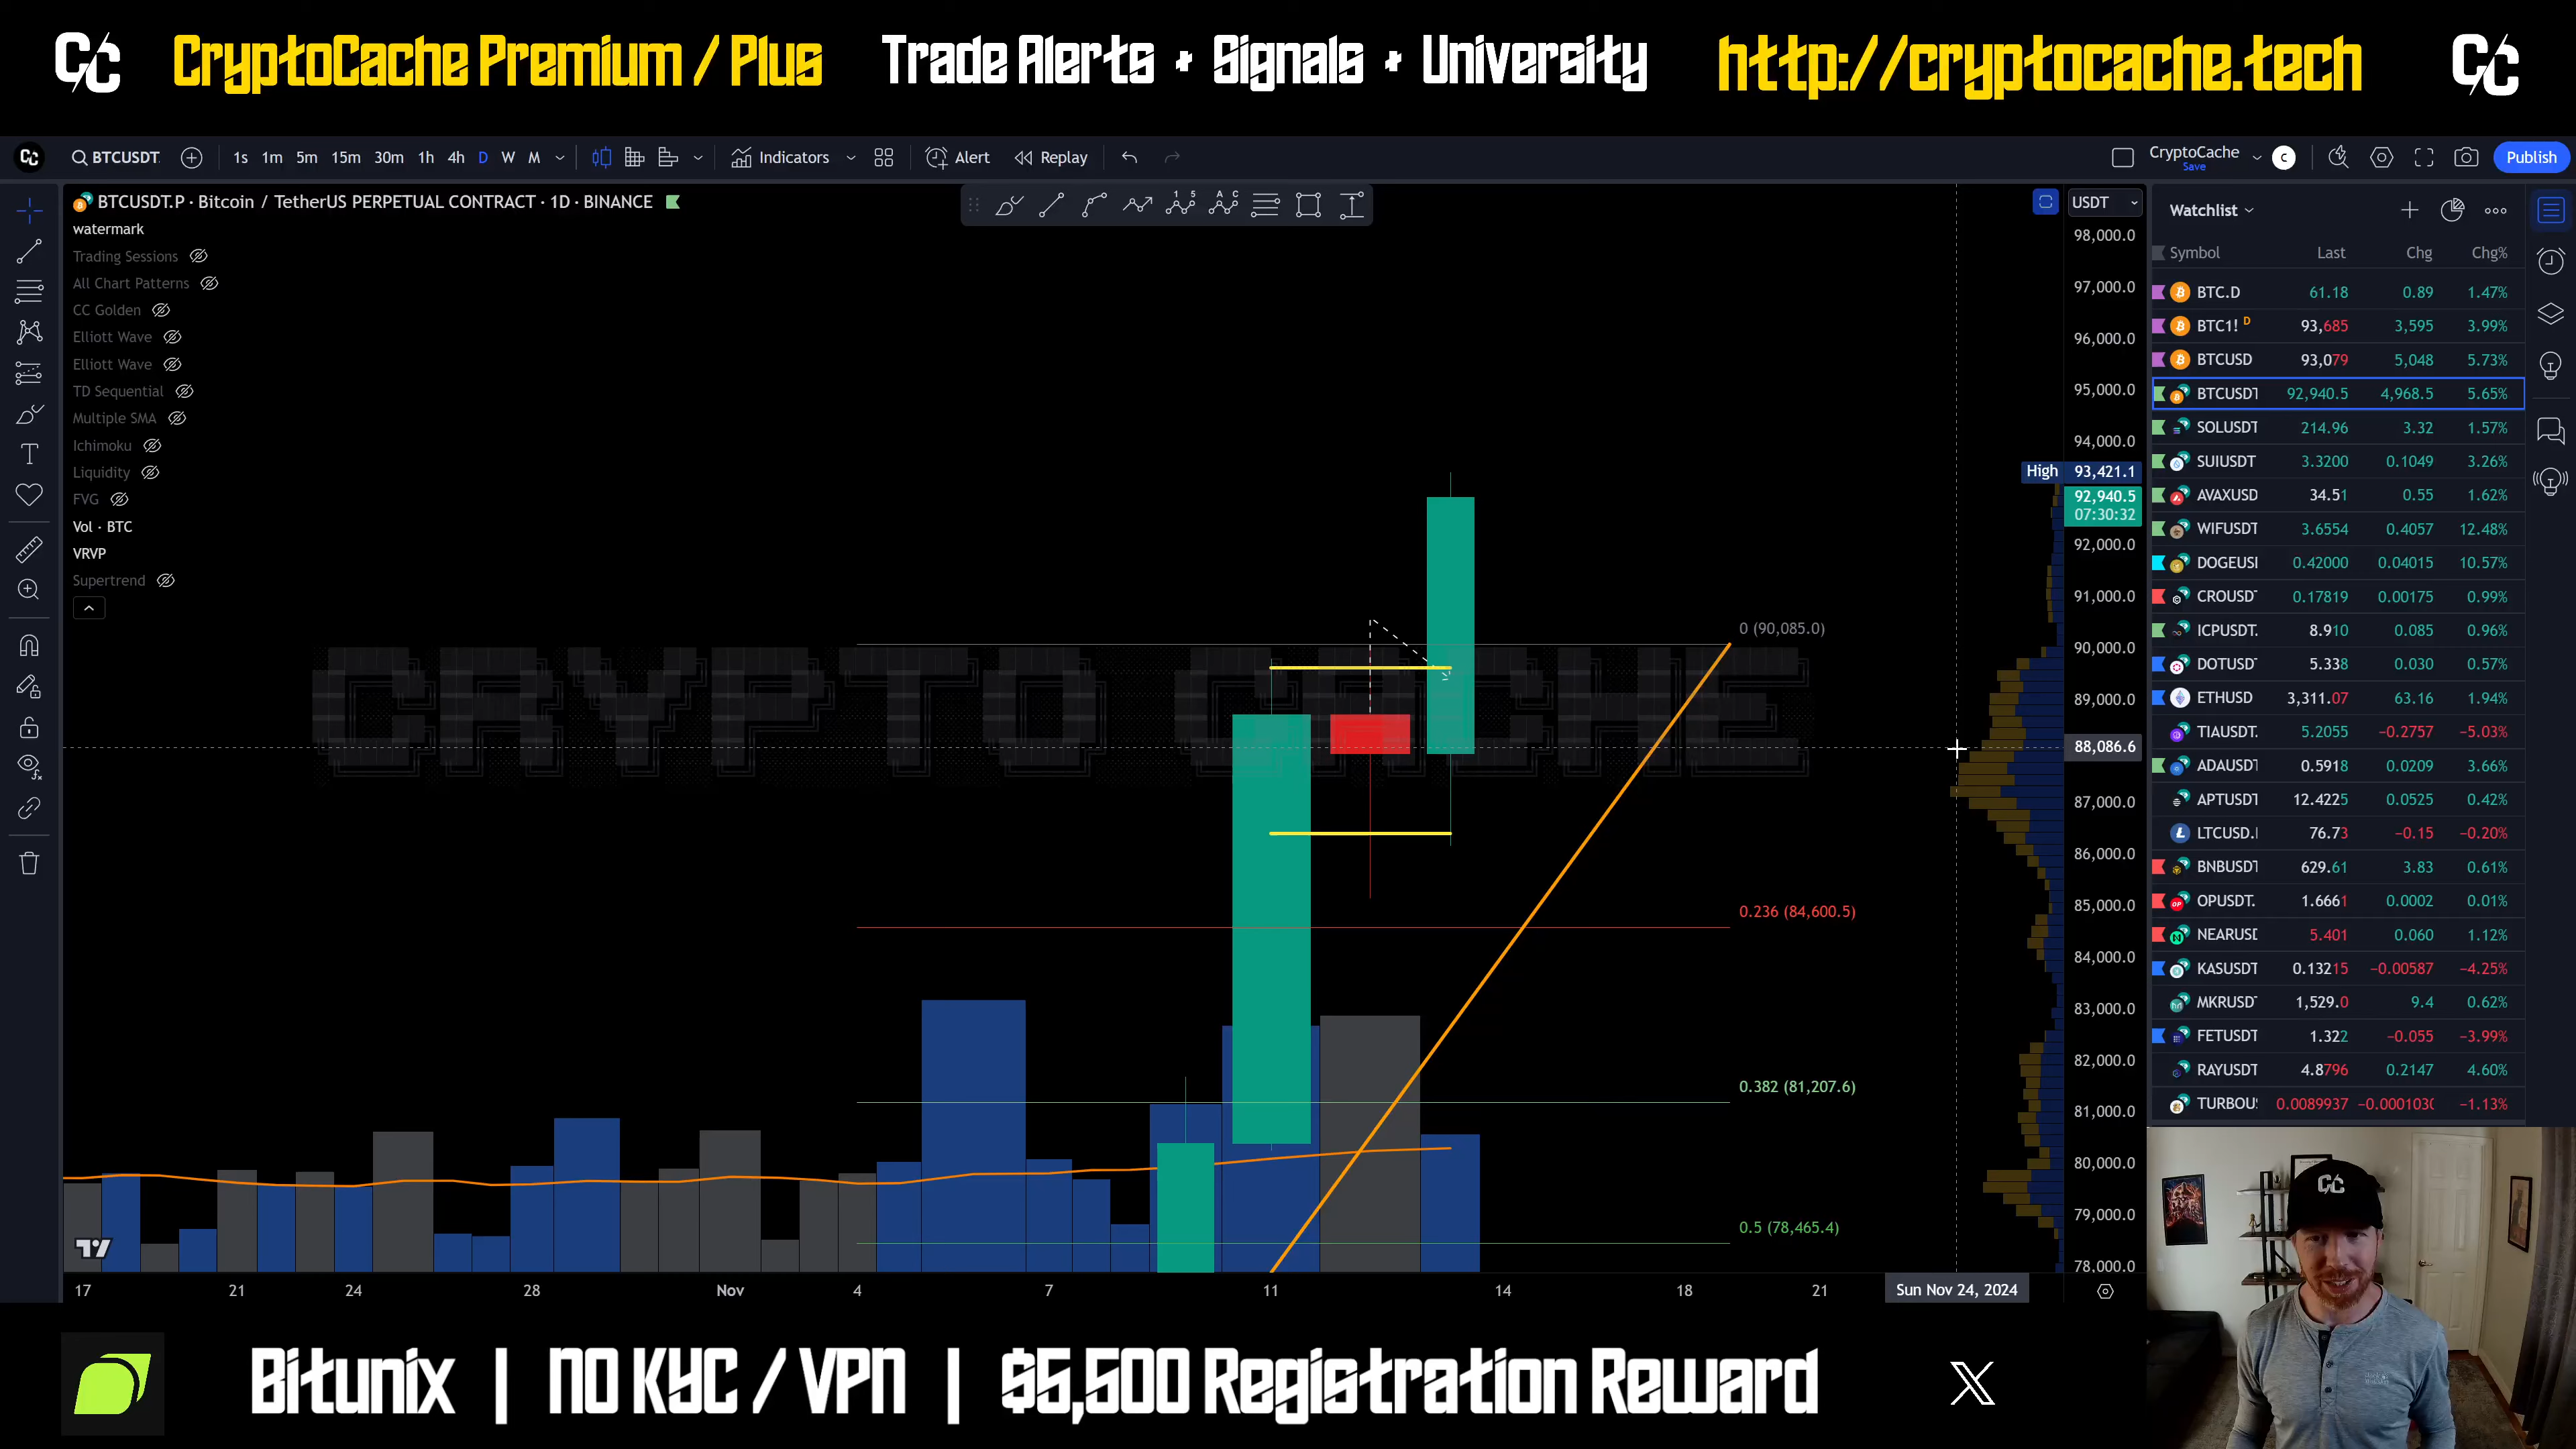 CC CryptoCache Premium / Plus Trade Alerts + Signals + University http://cryptocache.tech CC
CC BTCUSDT. 1s 1m 5m 15m 30m 1h 4h D W M Indicators Alert Replay CryptoCache Save C Publish
BTCUSDT.P · Bitcoin / TetherUS PERPETUAL CONTRACT · 1D · BINANCE
watermark
Trading Sessions
All Chart Patterns
CC Golden
Elliott Wave
Elliott Wave
TD Sequential
Multiple SMA
Ichimoku
Liquidity
FVG
Vol · BTC
VRVP
Supertrend
CRYPTO CACHE
0 (90,085.0)
0.236 (84,600.5)
0.382 (81,207.6)
0.5 (78,465.4)
USDT
98,000.0
97,000.0
96,000.0
95,000.0
94,000.0
High 93,421.1
92,940.5
07:30:32
92,000.0
91,000.0
90,000.0
89,000.0
88,086.6
87,000.0
86,000.0
85,000.0
84,000.0
83,000.0
82,000.0
81,000.0
80,000.0
79,000.0
78,000.0
17 21 24 28 Nov 4 7 11 14 18 21 Sun Nov 24, 2024
Watchlist
Symbol Last Chg Chg%
BTC.D 61.18 0.89 1.47%
BTC1! D 93,685 3,595 3.99%
BTCUSD 93,079 5,048 5.73%
BTCUSDT 92,940.5 4,968.5 5.65%
SOLUSDT 214.96 3.32 1.57%
SUIUSDT 3.3200 0.1049 3.26%
AVAXUSD 34.51 0.55 1.62%
WIFUSDT 3.6554 0.4057 12.48%
DOGEUSI 0.42000 0.04015 10.57%
CROUSD 0.17819 0.00175 0.99%
ICPUSDT. 8.910 0.085 0.96%
DOTUSD 5.338 0.030 0.57%
ETHUSD 3,311.07 63.16 1.94%
TIAUSDT. 5.2055 −0.2757 −5.03%
ADAUSDT 0.5918 0.0209 3.66%
APTUSDT 12.4225 0.0525 0.42%
LTCUSD.I 76.73 −0.15 −0.20%
BNBUSDT 629.61 3.83 0.61%
OPUSDT. 1.6661 0.0002 0.01%
NEARUSD 5.401 0.060 1.12%
KASUSDT 0.13215 −0.00587 −4.25%
MKRUSD 1,529.0 9.4 0.62%
FETUSDT 1.322 −0.055 −3.99%
RAYUSDT 4.8796 0.2147 4.60%
TURBOU 0.0089937 −0.000103 −1.13%
CC
Bitunix | NO KYC / VPN | $5,500 Registration Reward X